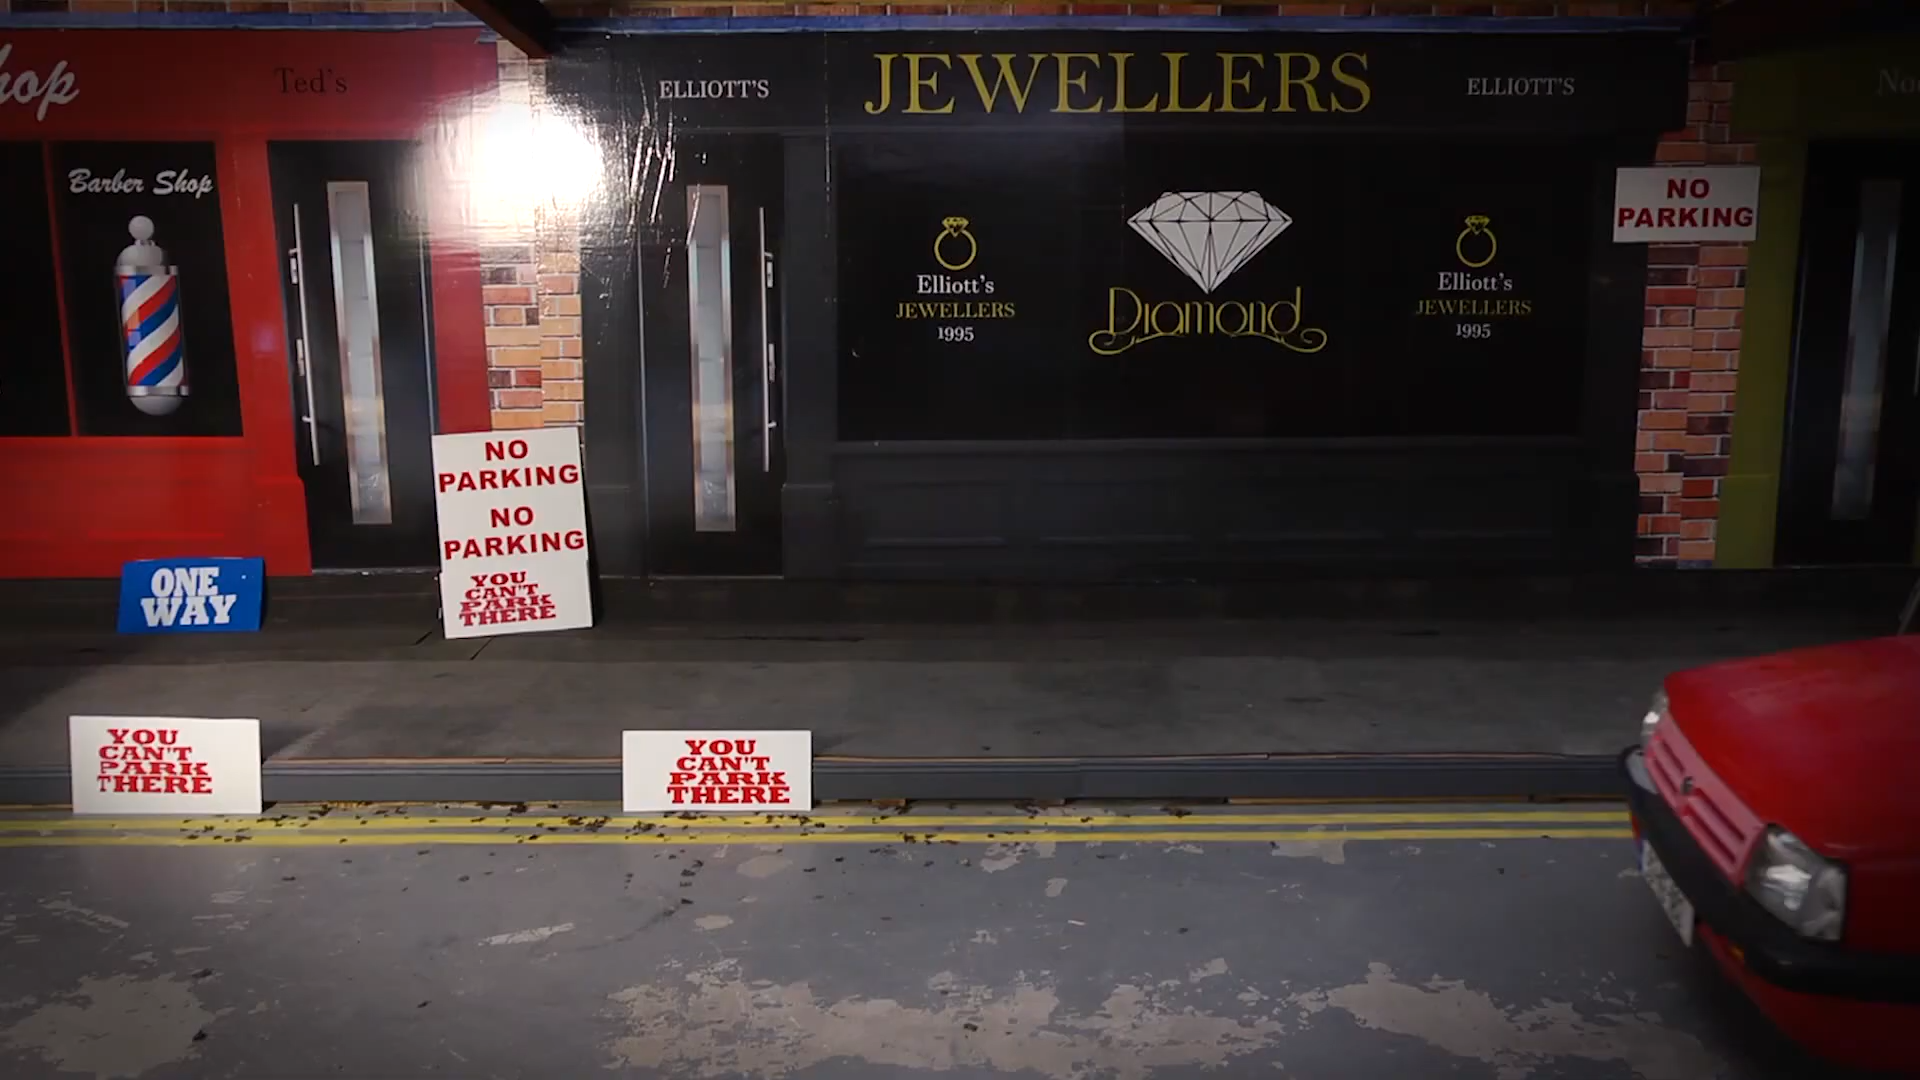 hop
Ted's
ELLIOTT'S
JEWELLERS
ELLIOTT'S
Barber Shop
Elliott's
JEWELLERS
1995
Diamond
Elliott's
JEWELLERS
1995
NO
PARKING
NO
PARKING
NO
PARKING
YOU
CAN'T
PARK
THERE
ONE
WAY
YOU
CAN'T
PARK
THERE
YOU
CAN'T
PARK
THERE